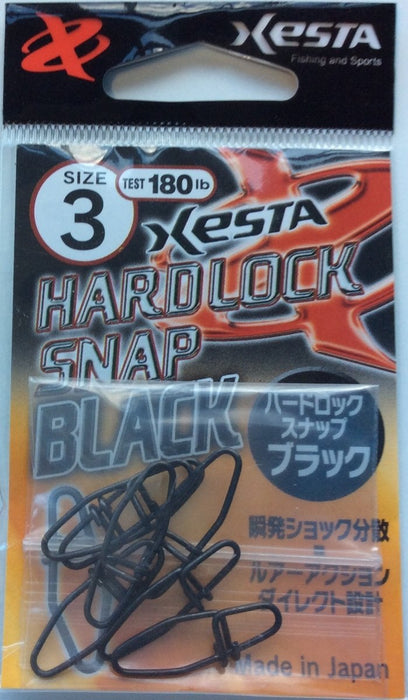 XESTA
Fishing and Sports
SIZE
3
TEST 180lb
XESTA
HARD LOCK
SNAP
BLACK
ハードロック
スナップ
ブラック
瞬発ショック分散
ルアーアクション
ダイレクト設計
Made in Japan